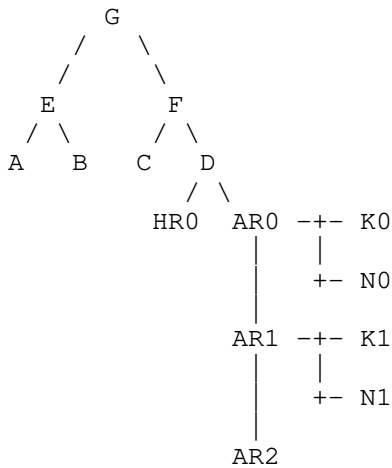 G
E F
A B C D
HR0 AR0 -+- K0
+- N0
AR1 -+- K1
+- N1
AR2